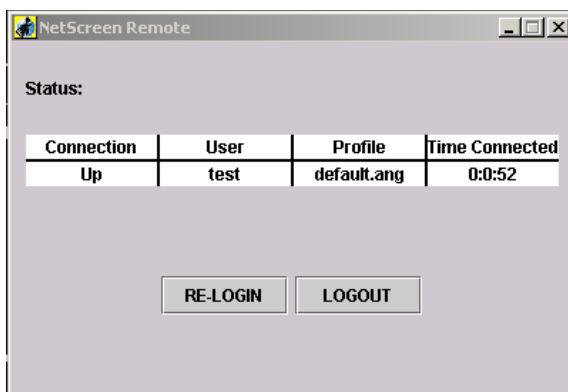 NetScreen Remote
Status:
Connection User Profile Time Connected
Up test default.ang 0:0:52
RE-LOGIN LOGOUT